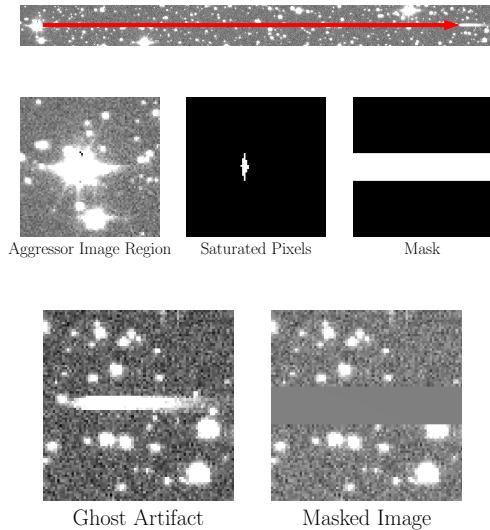 Aggressor Image Region
Saturated Pixels
Mask
Ghost Artifact
Masked Image